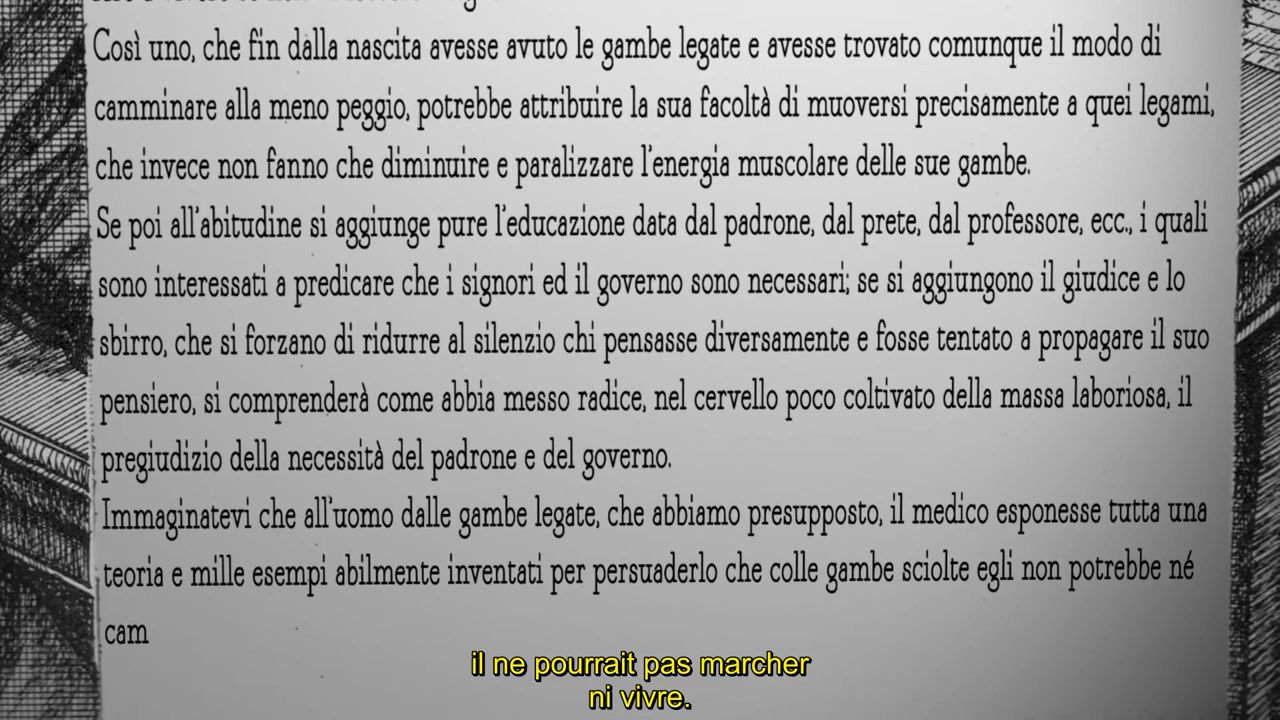 Così uno, che fin dalla nascita avesse avuto le gambe legate e avesse trovato comunque il modo di
camminare alla meno peggio, potrebbe attribuire la sua facoltà di muoversi precisamente a quei legami,
che invece non fanno che diminuire e paralizzare l'energia muscolare delle sue gambe.
Se poi all'abitudine si aggiunge pure l'educazione data dal padrone, dal prete, dal professore, ecc., i quali
sono interessati a predicare che i signori ed il governo sono necessari; se si aggiungono il giudice e lo
sbirro, che si forzano di ridurre al silenzio chi pensasse diversamente e fosse tentato a propagare il suo
pensiero, si comprenderà come abbia messo radice, nel cervello poco coltivato della massa laboriosa, il
pregiudizio della necessità del padrone e del governo.
Immaginatevi che all'uomo dalle gambe legate, che abbiamo presupposto, il medico esponesse tutta una
teoria e mille esempi abilmente inventati per persuaderlo che colle gambe sciolte egli non potrebbe né
cam
il ne pourrait pas marcher
ni vivre.